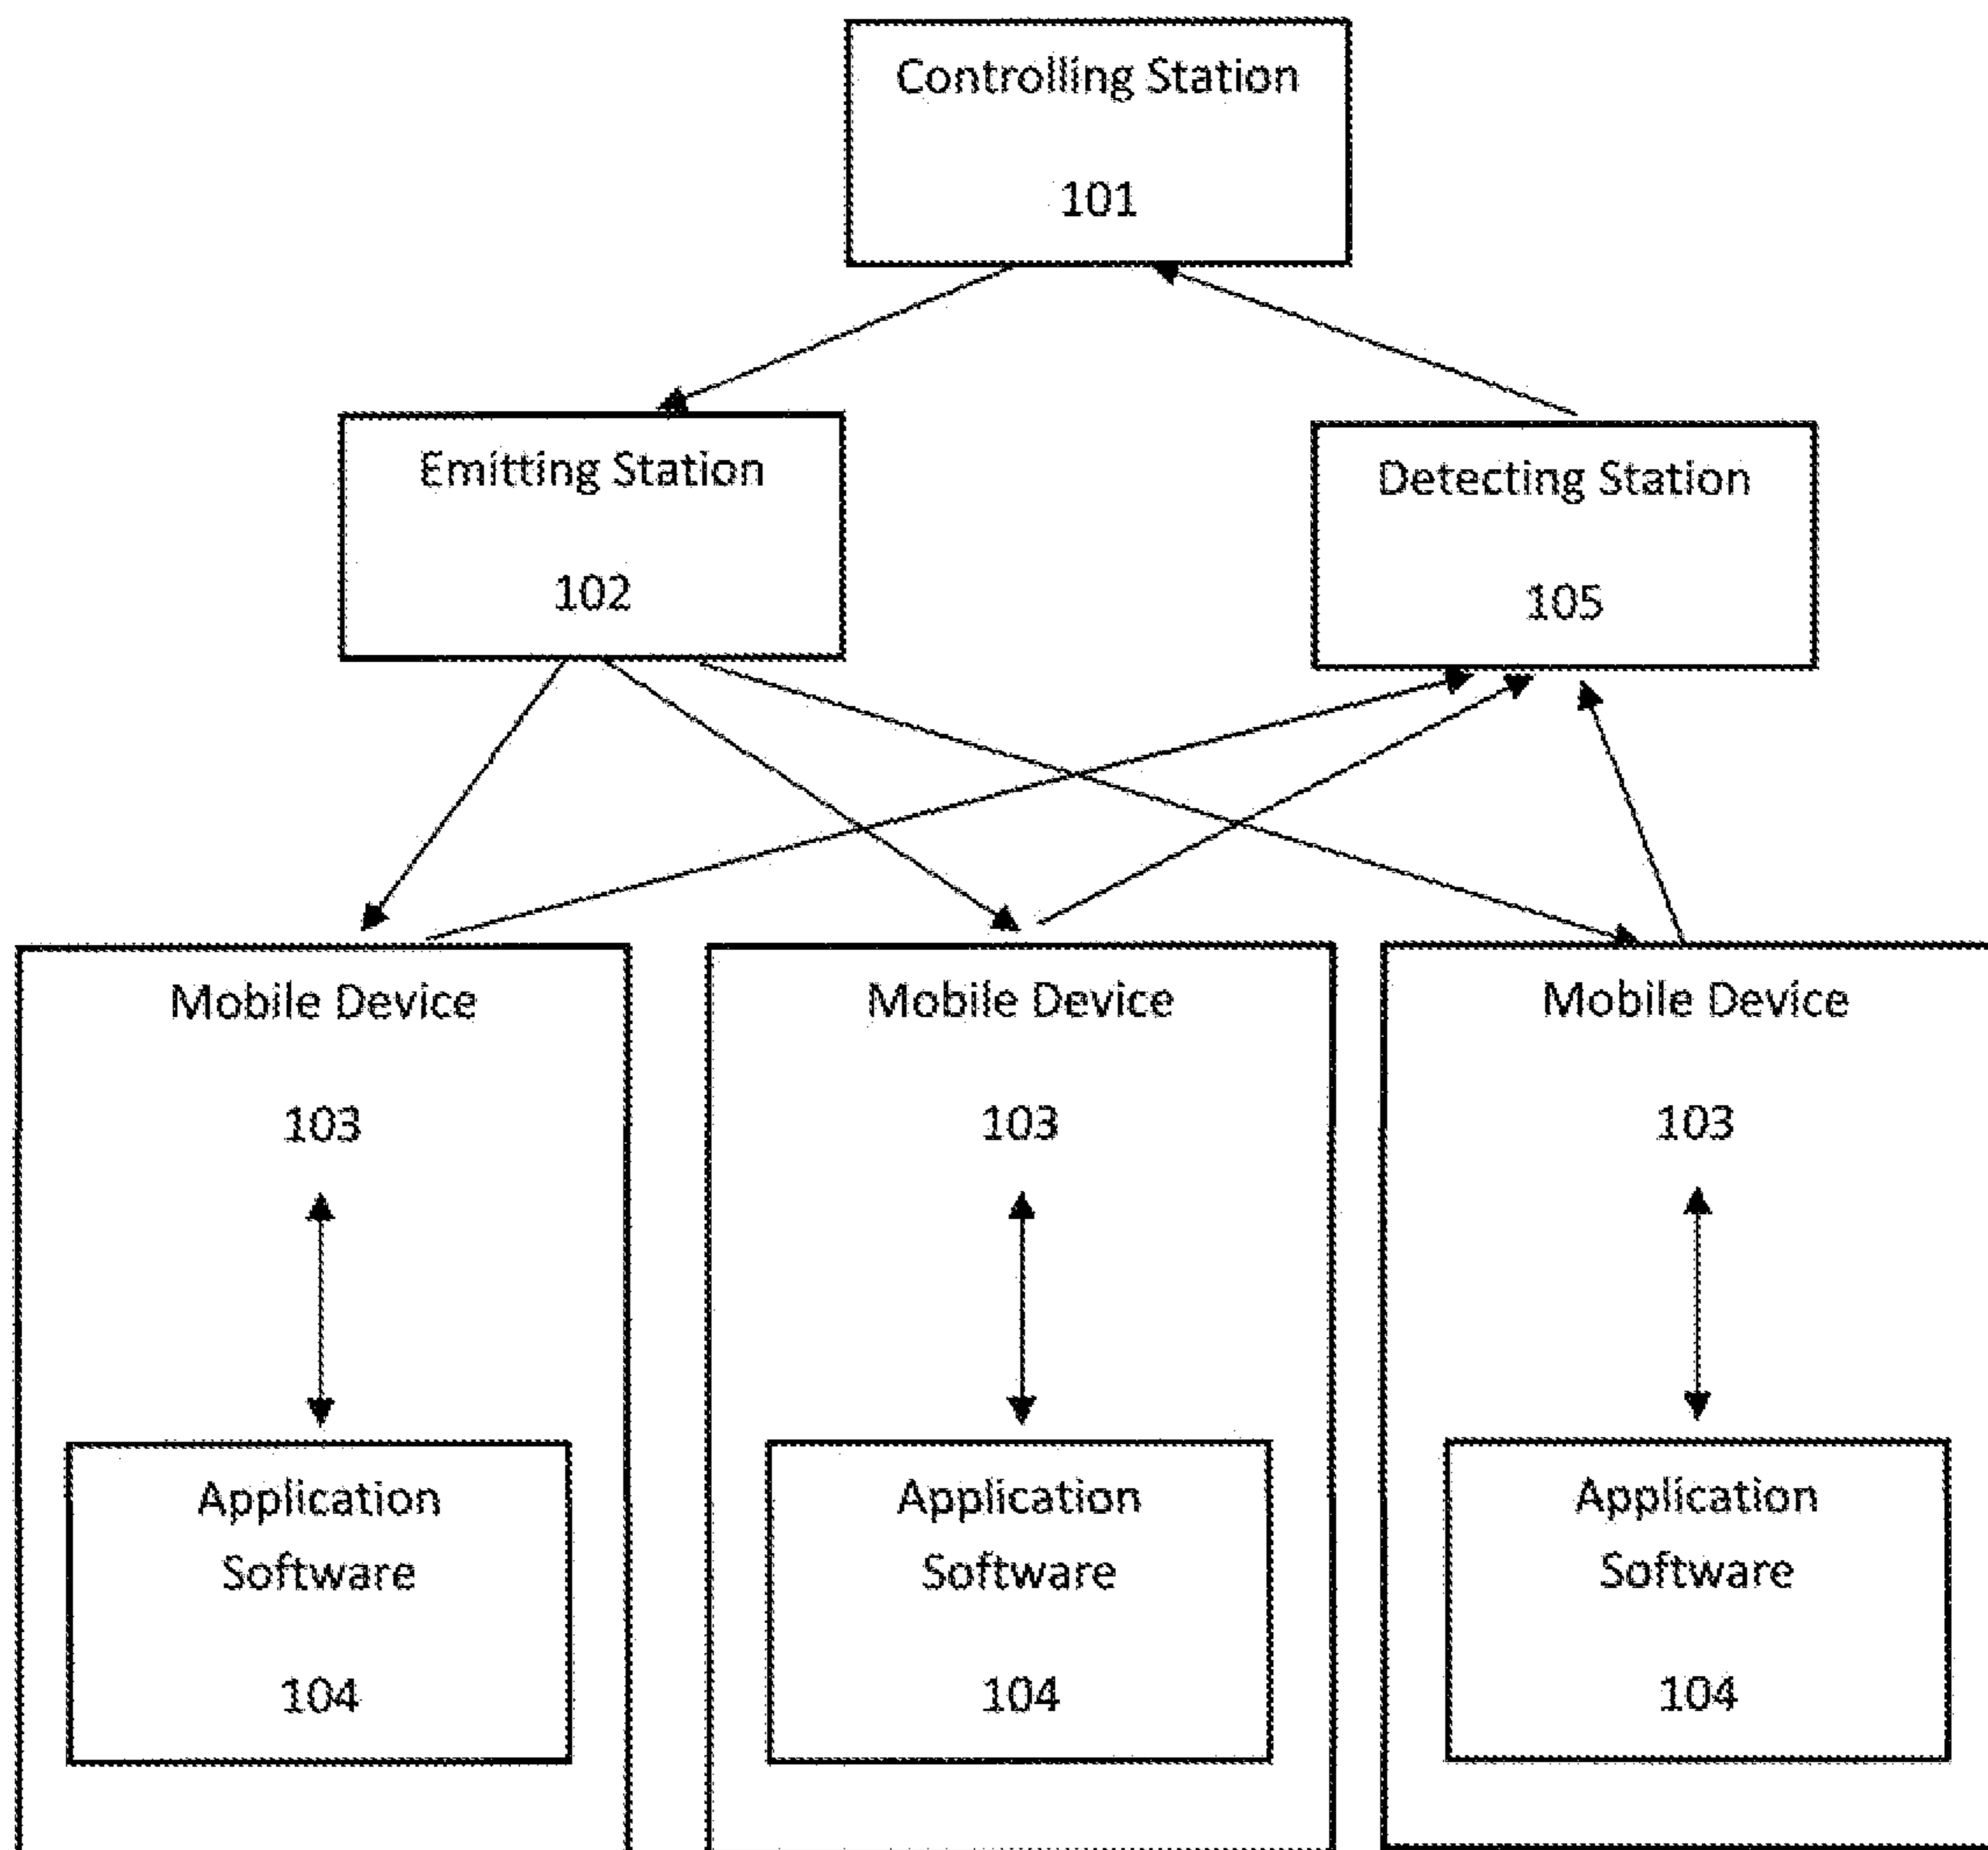 Controlling Station
101
Emitting Station
102
Detecting Station
105
Mobile Device
103
Application
Software
104
Mobile Device
103
Application
Software
104
Mobile Device
103
Application
Software
104